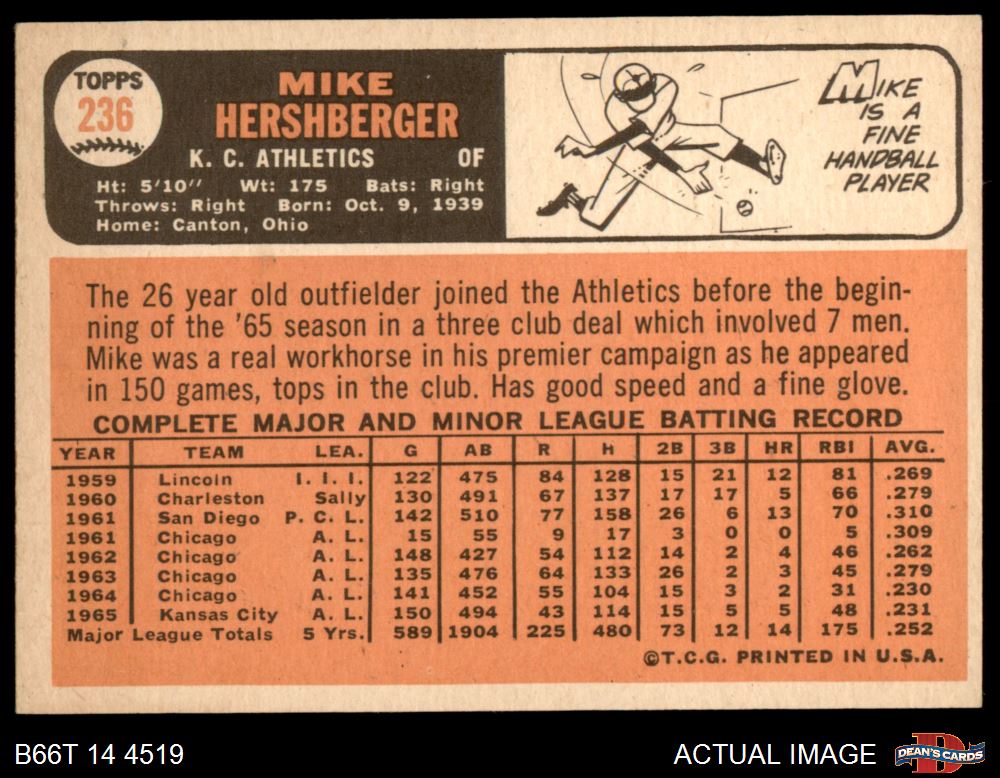 TOPPS
236
MIKE
HERSHBERGER
K. C. ATHLETICS OF
Ht: 5'10" Wt: 175 Bats: Right
Throws: Right Born: Oct. 9, 1939
Home: Canton, Ohio
MIKE
IS A
FINE
HANDBALL
PLAYER
The 26 year old outfielder joined the Athletics before the begin-
ning of the '65 season in a three club deal which involved 7 men.
Mike was a real workhorse in his premier campaign as he appeared
in 150 games, tops in the club. Has good speed and a fine glove.
COMPLETE MAJOR AND MINOR LEAGUE BATTING RECORD
YEAR TEAM LEA. G AB R H 2B 3B HR RBI AVG.
1959 Lincoln I. I. I. 122 475 84 128 15 21 12 81 .269
1960 Charleston Sally 130 491 67 137 17 17 5 66 .279
1961 San Diego P. C. L. 142 510 77 158 26 6 13 70 .310
1961 Chicago A. L. 15 55 9 17 3 0 0 5 .309
1962 Chicago A. L. 148 427 54 112 14 2 4 46 .262
1963 Chicago A. L. 135 476 64 133 26 2 3 45 .279
1964 Chicago A. L. 141 452 55 104 15 3 2 31 .230
1965 Kansas City A. L. 150 494 43 114 15 5 5 48 .231
Major League Totals 5 Yrs. 589 1904 225 480 73 12 14 175 .252
©T.C.G. PRINTED IN U.S.A.
B66T 14 4519 ACTUAL IMAGE DEAN'S CARDS